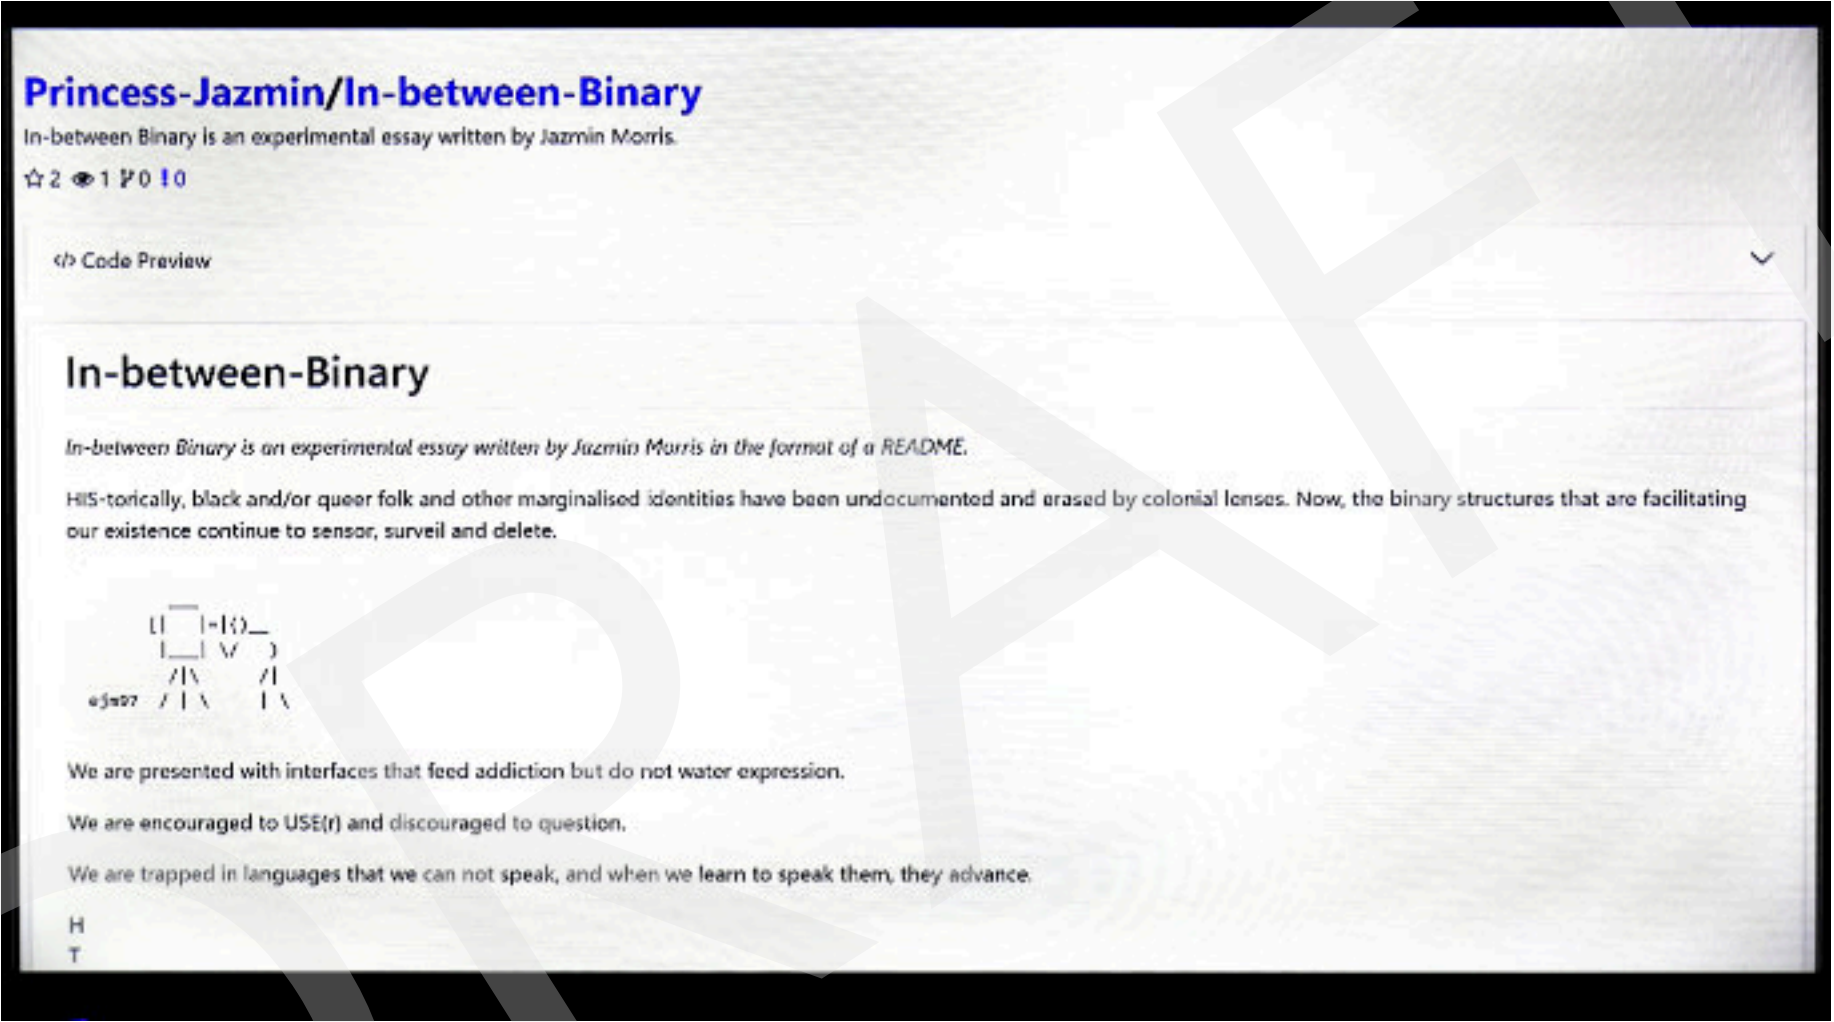 Princess-Jazmin/In-between-Binary
In-between Binary is an experimental essay written by Jazmin Morris.
2 1 0 0
</> Code Preview
In-between-Binary
In-between Binary is an experimental essay written by Jazmin Morris in the format of a README.
HIS-torically, black and/or queer folk and other marginalised identities have been undocumented and erased by colonial lenses. Now, the binary structures that are facilitating
our existence continue to sensor, surveil and delete.
ejm97
We are presented with interfaces that feed addiction but do not water expression.
We are encouraged to USE(r) and discouraged to question.
We are trapped in languages that we can not speak, and when we learn to speak them, they advance.
H
T
DRAFT